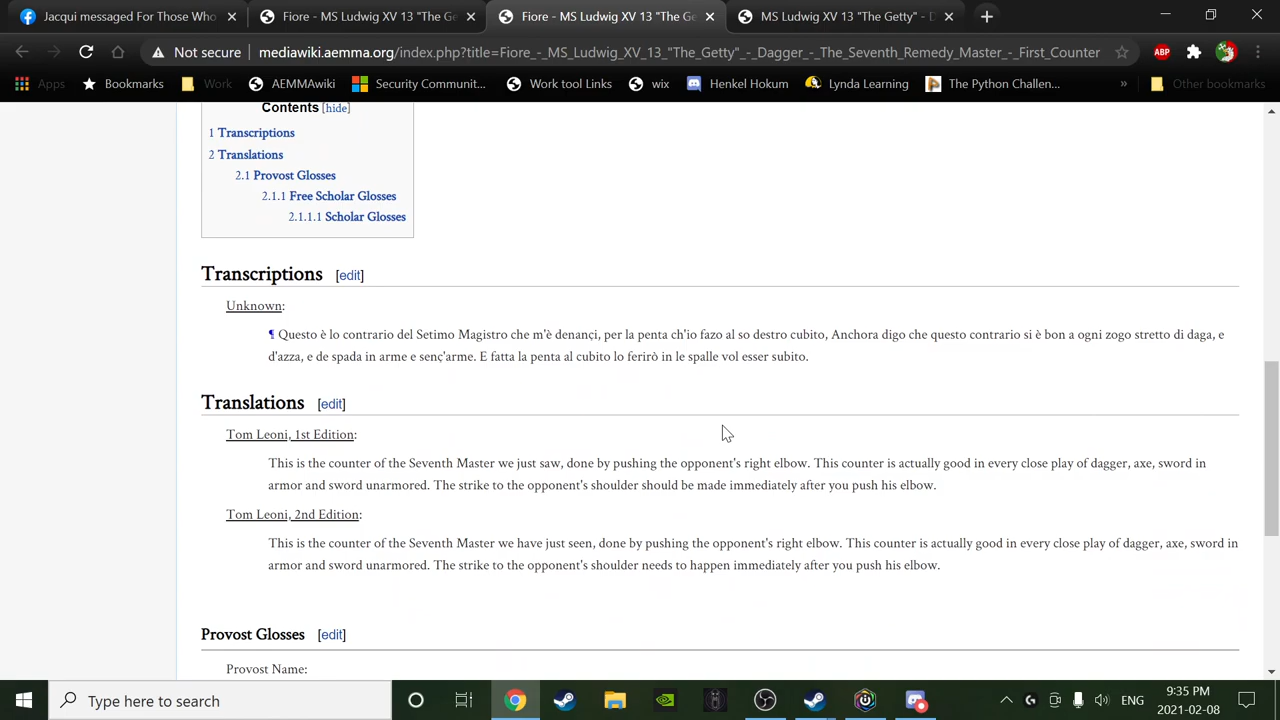 Jacqui messaged For Those Who
Fiore - MS Ludwig XV 13 "The Ge
Fiore - MS Ludwig XV 13 "The Ge
MS Ludwig XV 13 "The Getty" - D
Not secure
mediawiki.aemma.org/index.php?title=Fiore_-_MS_Ludwig_XV_13_"The_Getty"_-_Dagger_-_The_Seventh_Remedy_Master_-_First_Counter
ABP
Apps
Bookmarks
Work
AEMMAwiki
Security Communit...
Work tool Links
wix
Henkel Hokum
Lynda Learning
The Python Challen...
»
Other bookmarks
Contents [hide]
1 Transcriptions
2 Translations
2.1 Provost Glosses
2.1.1 Free Scholar Glosses
2.1.1.1 Scholar Glosses
Transcriptions [edit]
Unknown:
¶ Questo è lo contrario del Setimo Magistro che m'è denançi, per la penta ch'io fazo al so destro cubito, Anchora digo che questo contrario si è bon a ogni zogo stretto di daga, e
d'azza, e de spada in arme e senç'arme. E fatta la penta al cubito lo ferirò in le spalle vol esser subito.
Translations [edit]
Tom Leoni, 1st Edition:
This is the counter of the Seventh Master we just saw, done by pushing the opponent's right elbow. This counter is actually good in every close play of dagger, axe, sword in
armor and sword unarmored. The strike to the opponent's shoulder should be made immediately after you push his elbow.
Tom Leoni, 2nd Edition:
This is the counter of the Seventh Master we have just seen, done by pushing the opponent's right elbow. This counter is actually good in every close play of dagger, axe, sword in
armor and sword unarmored. The strike to the opponent's shoulder needs to happen immediately after you push his elbow.
Provost Glosses [edit]
Provost Name:
Type here to search
ENG
9:35 PM
2021-02-08